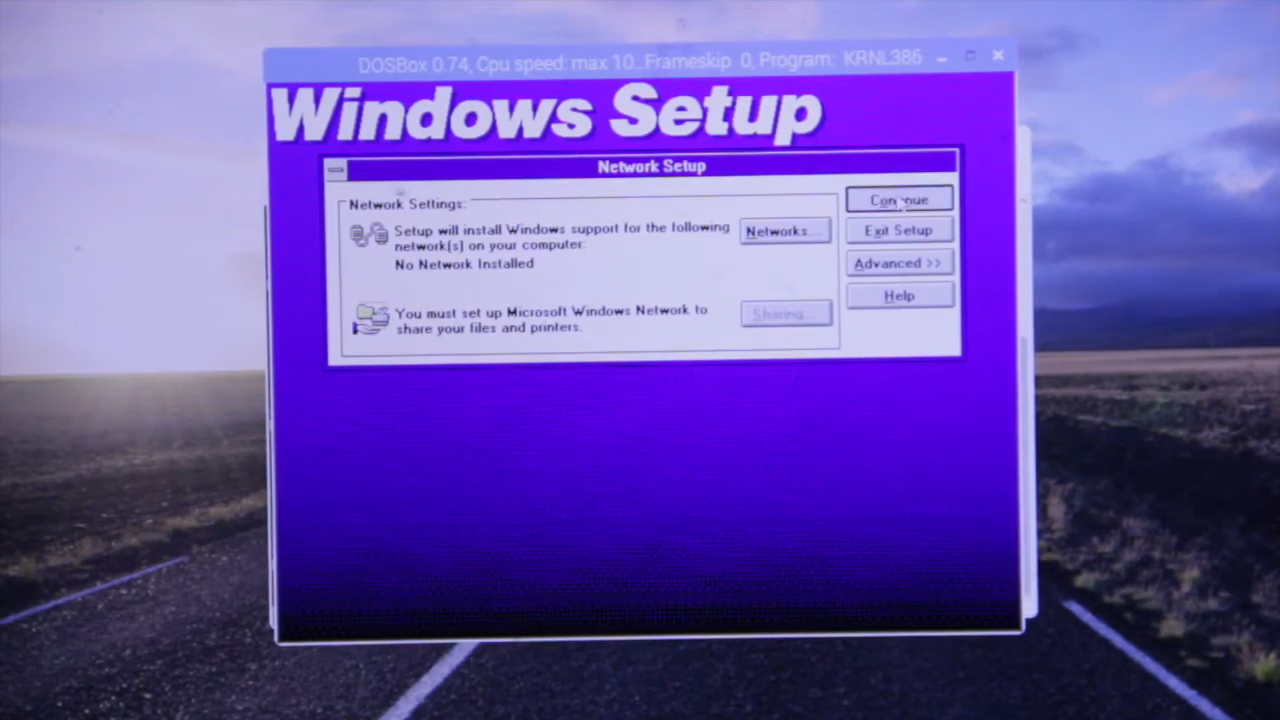 DOSBox 0.74, Cpu speed: max 10...Frameskip 0, Program: KRNL386
Windows Setup
Network Setup
Network Settings:
Setup will install Windows support for the following
network(s) on your computer:
No Network Installed
Networks...
You must set up Microsoft Windows Network to
share your files and printers.
Sharing...
Continue
Exit Setup
Advanced >>
Help